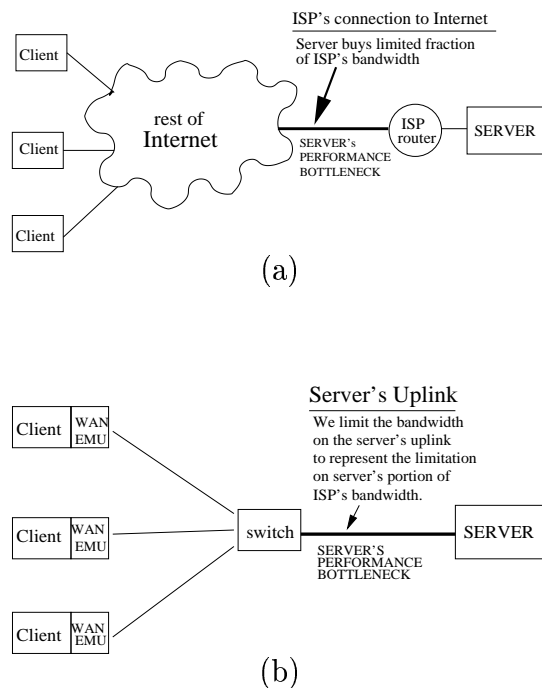 ISP's connection to Internet
Server buys limited fraction
of ISP's bandwidth
Client
Client
Client
rest of
Internet
SERVER'S
PERFORMANCE
BOTTLENECK
ISP
router
SERVER
(a)
Server's Uplink
We limit the bandwidth
on the server's uplink
to represent the limitation
on server's portion of
ISP's bandwidth.
Client
WAN
EMU
Client
WAN
EMU
Client
WAN
EMU
switch
SERVER'S
PERFORMANCE
BOTTLENECK
SERVER
(b)